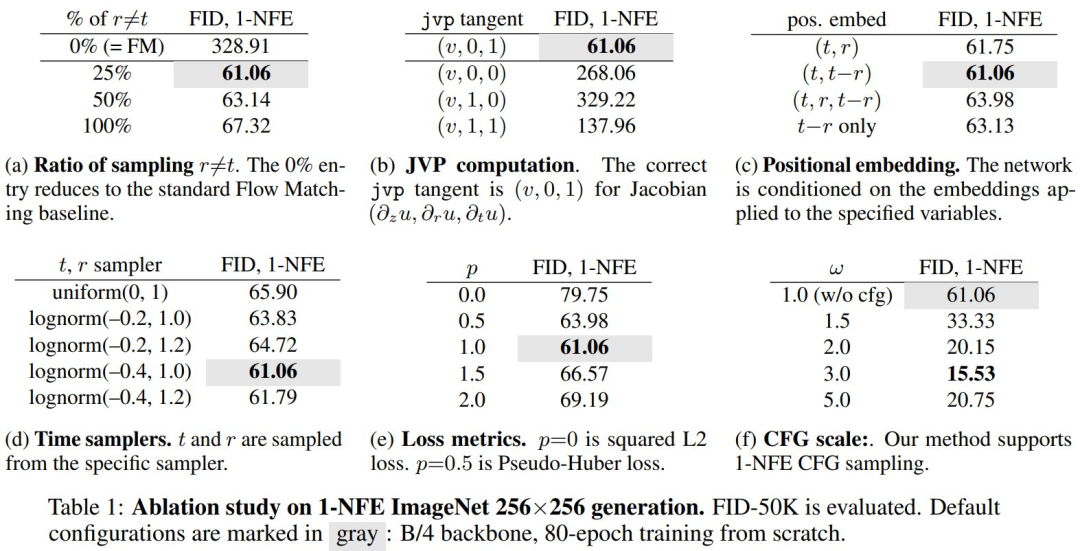 % of r≠t FID, 1-NFE
0% (= FM) 328.91
25% 61.06
50% 63.14
100% 67.32
(a) Ratio of sampling r≠t. The 0% en-
try reduces to the standard Flow Match-
ing baseline.
jvp tangent FID, 1-NFE
(v, 0, 1) 61.06
(v, 0, 0) 268.06
(v, 1, 0) 329.22
(v, 1, 1) 137.96
(b) JVP computation. The correct
jvp tangent is (v, 0, 1) for Jacobian
(∂zu, ∂ru, ∂tu).
pos. embed FID, 1-NFE
(t, r) 61.75
(t, t−r) 61.06
(t, r, t−r) 63.98
t−r only 63.13
(c) Positional embedding. The network
is conditioned on the embeddings ap-
plied to the specified variables.
t, r sampler FID, 1-NFE
uniform(0, 1) 65.90
lognorm(–0.2, 1.0) 63.83
lognorm(–0.2, 1.2) 64.72
lognorm(–0.4, 1.0) 61.06
lognorm(–0.4, 1.2) 61.79
(d) Time samplers. t and r are sampled
from the specific sampler.
p FID, 1-NFE
0.0 79.75
0.5 63.98
1.0 61.06
1.5 66.57
2.0 69.19
(e) Loss metrics. p=0 is squared L2
loss. p=0.5 is Pseudo-Huber loss.
ω FID, 1-NFE
1.0 (w/o cfg) 61.06
1.5 33.33
2.0 20.15
3.0 15.53
5.0 20.75
(f) CFG scale:. Our method supports
1-NFE CFG sampling.
Table 1: Ablation study on 1-NFE ImageNet 256×256 generation. FID-50K is evaluated. Default
configurations are marked in gray : B/4 backbone, 80-epoch training from scratch.